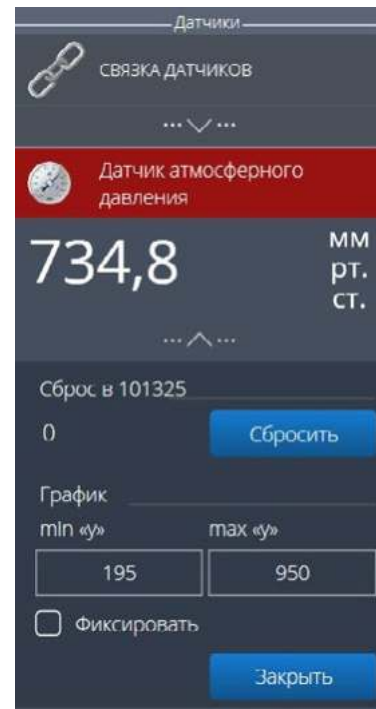 Датчики
СВЯЗКА ДАТЧИКОВ
Датчик атмосферного
давления
734,8 мм
рт.
ст.
Сброс в 101325
0 Сбросить
График
min «y» max «y»
195 950
Фиксировать
Закрыть